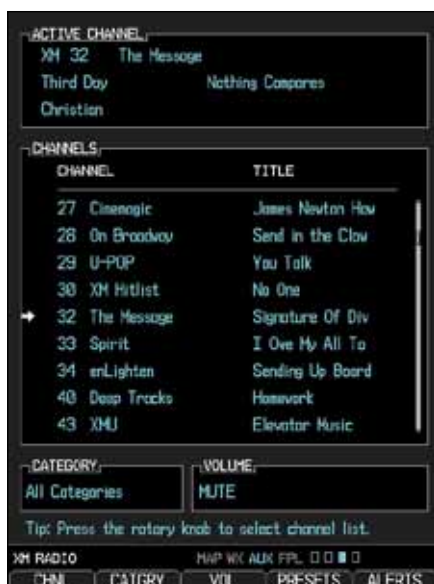 ACTIVE CHANNEL
XM 32 The Message
Third Day Nothing Compares
Christian
CHANNELS
CHANNEL TITLE
27 Cinemagic James Newton How
28 On Broadway Send in the Clow
29 U-POP You Talk
30 XM Hitlist No One
32 The Message Signature Of Div
33 Spirit I Owe My All To
34 enLighten Sending Up Board
40 Deep Tracks Homework
43 XMU Elevator Music
CATEGORY VOLUME
All Categories MUTE
Tip: Press the rotary knob to select channel list.
XM RADIO MAP WX AUX FPL
CHNL CATGRY VOL PRESETS ALERTS